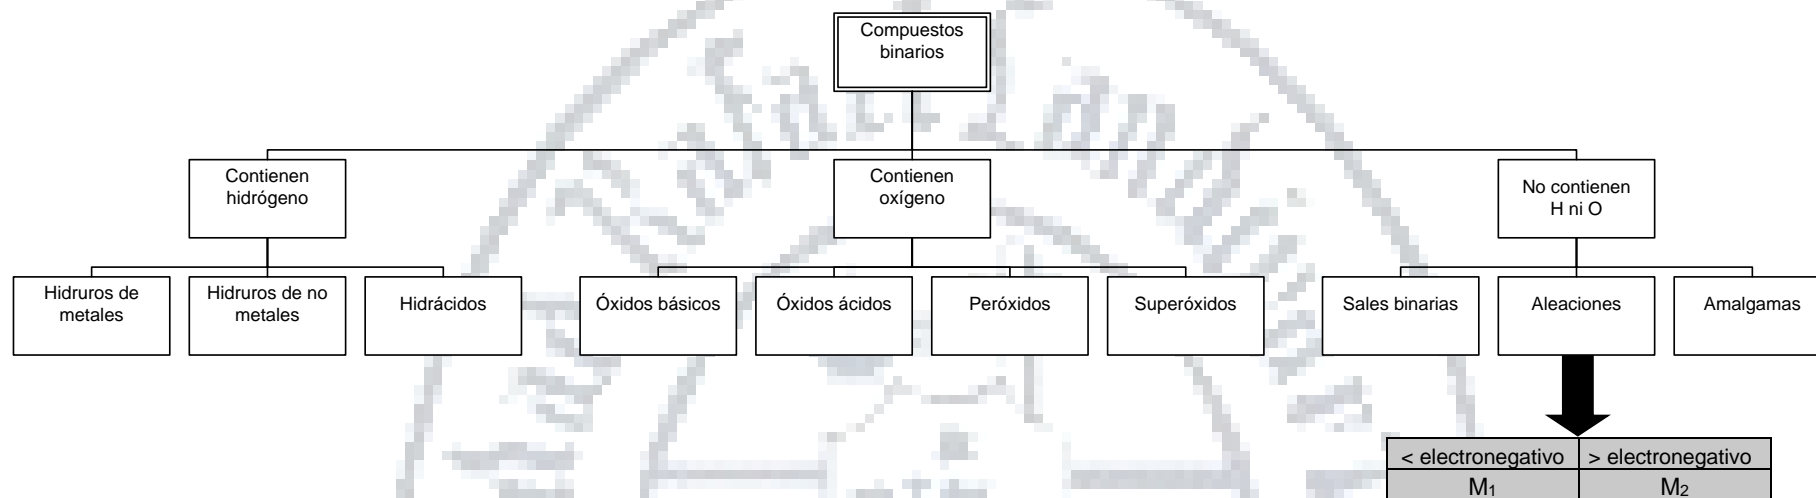 Compuestos
binarios
Contienen
hidrógeno
Contienen
oxígeno
No contienen
H ni O
Hidruros de
metales
Hidruros de no
metales
Hidrácidos
Óxidos básicos
Óxidos ácidos
Peróxidos
Superóxidos
Sales binarias
Aleaciones
Amalgamas
< electronegativo > electronegativo
M₁ M₂